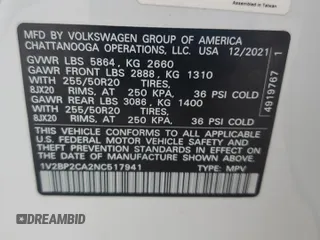 MFD BY VOLKSWAGEN GROUP OF AMERICA
CHATTANOOGA OPERATIONS, LLC. USA 12/2021
GVWR LBS 5864, KG 2660
GAWR FRONT LBS 2888, KG 1310
WITH 255/50R20 TIRES,
8JX20 RIMS, AT 250 KPA, 36 PSI COLD
GAWR REAR LBS 3086, KG 1400
WITH 255/50R20 TIRES,
8JX20 RIMS, AT 250 KPA, 36 PSI COLD
THIS VEHICLE CONFORMS TO ALL APPLICABLE
FEDERAL MOTOR VEHICLE SAFETY AND THEFT
PREVENTION STANDARDS IN EFFECT ON THE
DATE OF MANUFACTURE SHOWN ABOVE.
1V2BP2CA2NC517941 TYPE: MPV
4919767 1